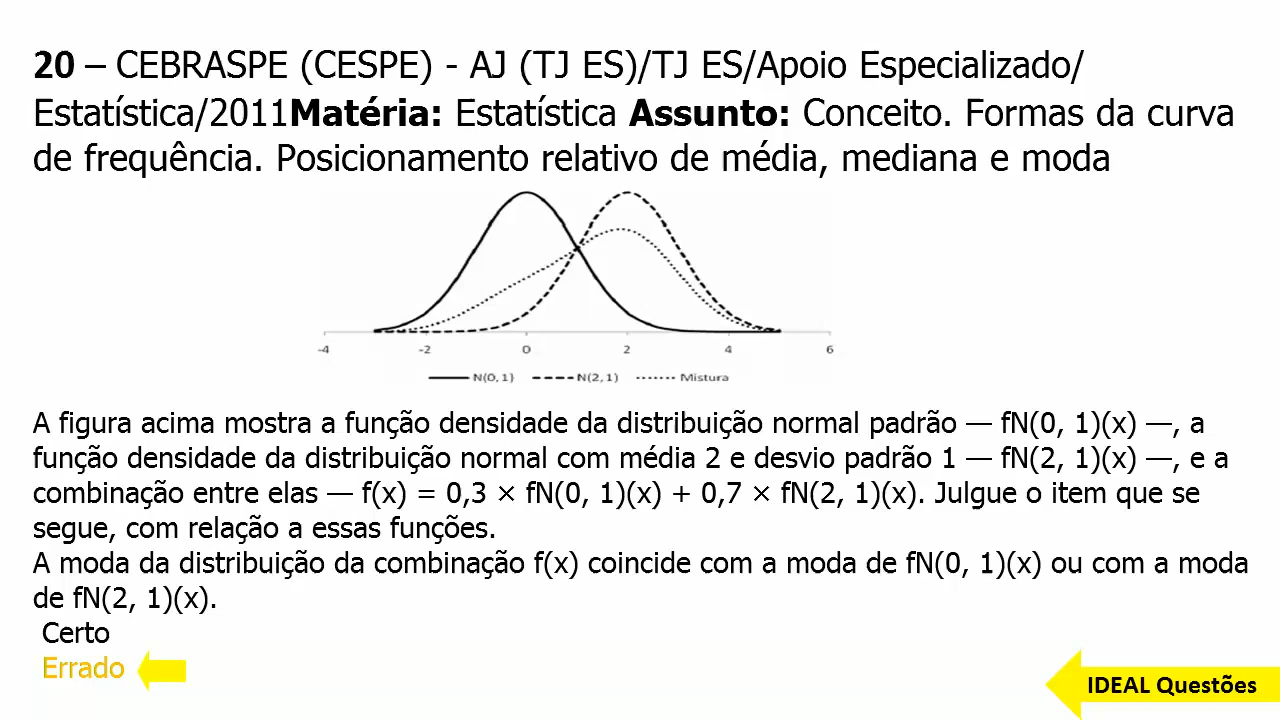 20 – CEBRASPE (CESPE) - AJ (TJ ES)/TJ ES/Apoio Especializado/
Estatística/2011Matéria: Estatística Assunto: Conceito. Formas da curva
de frequência. Posicionamento relativo de média, mediana e moda
-4 -2 0 2 4 6
N(0,1) N(2,1) Mistura
A figura acima mostra a função densidade da distribuição normal padrão — fN(0, 1)(x) —, a
função densidade da distribuição normal com média 2 e desvio padrão 1 — fN(2, 1)(x) —, e a
combinação entre elas — f(x) = 0,3 × fN(0, 1)(x) + 0,7 × fN(2, 1)(x). Julgue o item que se
segue, com relação a essas funções.
A moda da distribuição da combinação f(x) coincide com a moda de fN(0, 1)(x) ou com a moda
de fN(2, 1)(x).
Certo
Errado
IDEAL Questões